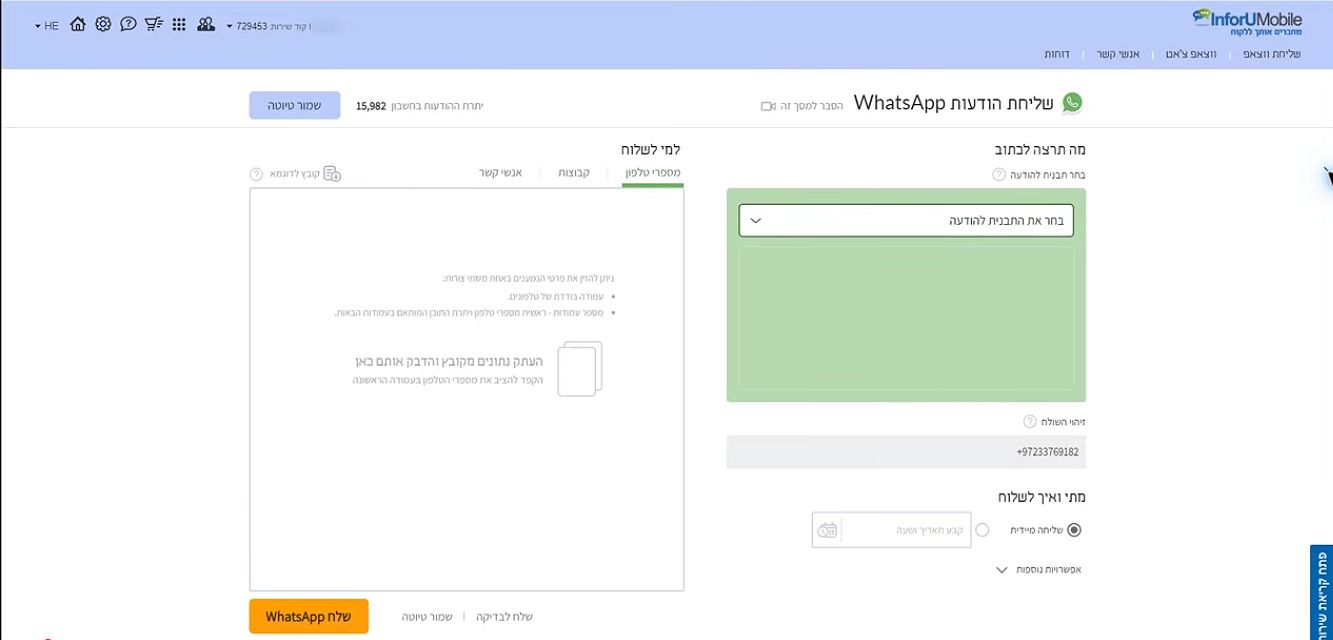 InforUMobile
מחברים אותך ללקוח
קוד שירות 729453
HE
שליחת ווצאפ | ווצאפ צ'אט | אנשי קשר | דוחות
שליחת הודעות WhatsApp
הסבר למסך זה
יתרת ההודעות בחשבון 15,982
שמור טיוטה
מה תרצה לכתוב
בחר תבנית להודעה
בחר את התבנית להודעה
זיהוי השולח
+97233769182
מתי ואיך לשלוח
שליחה מיידית
קבע תאריך ושעה
אפשרויות נוספות
למי לשלוח
מספרי טלפון | קבוצות | אנשי קשר
קובץ לדוגמא
ניתן להזין את פרטי הנמענים באחת משתי צורות:
• עמודה בודדת של טלפונים.
• מספר עמודות - ראשית מספרי טלפון ויתרת התוכן המותאם בעמודות הבאות.
העתק נתונים מקובץ והדבק אותם כאן
הקפד להציב את מספרי הטלפון בעמודה הראשונה
שלח לבדיקה | שמור טיוטה
שלח WhatsApp
פתח קריאת שירות